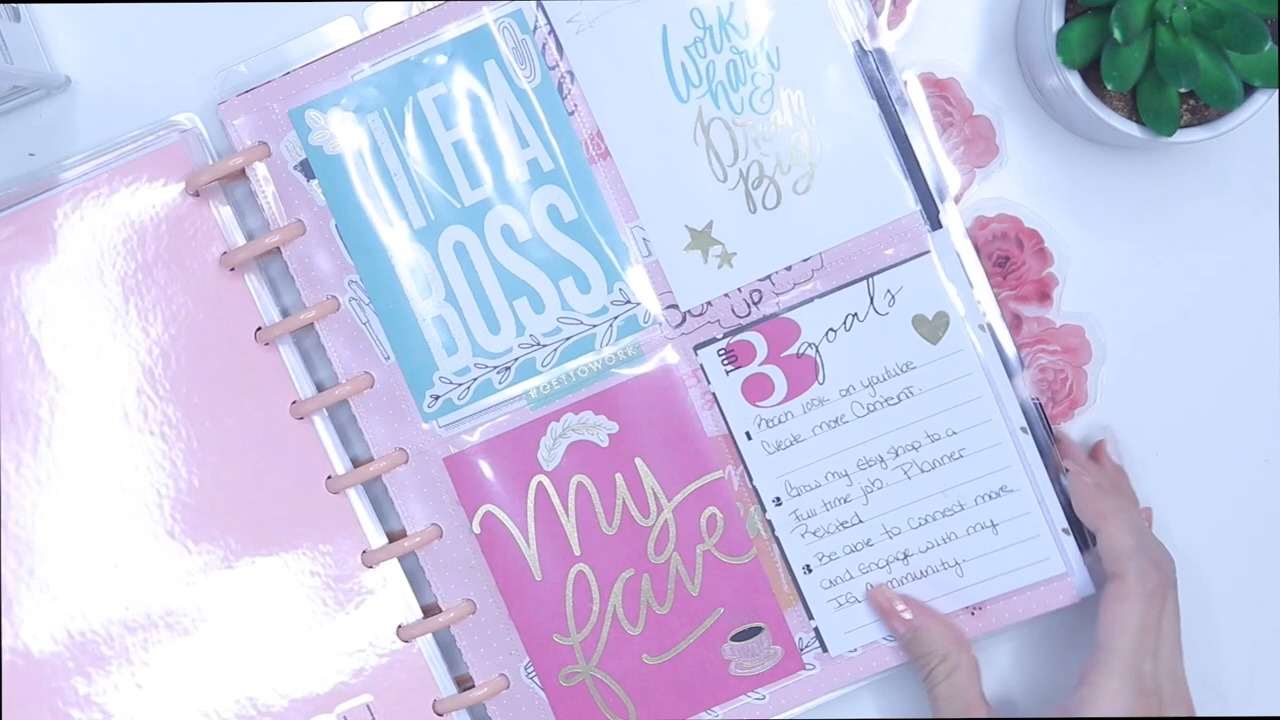 LIKE A
BOSS
Work
hard
&
Dream
Big
UP
#GETTOWORK
My
fave
TOP
3
goals
1 Reach 100K on youtube
Create more Content.
2 Grow my Etsy shop to a
Full time job. Planner
Related
3 Be able to connect more
and Engage with my
IG Community.